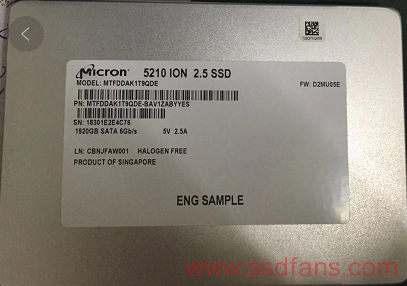 Micron 5210 ION 2.5 SSD
MODEL: MTFDDAK1T9QDE
FW: D2MU05E
PN: MTFDDAK1T9QDE-BAV1ZABYYES
SN: 18301E2E4C76
1920GB SATA 6Gb/s 5V 2.5A
LN: CBNJFAW001 HALOGEN FREE
PRODUCT OF SINGAPORE
ENG SAMPLE
www.ssdfans.com